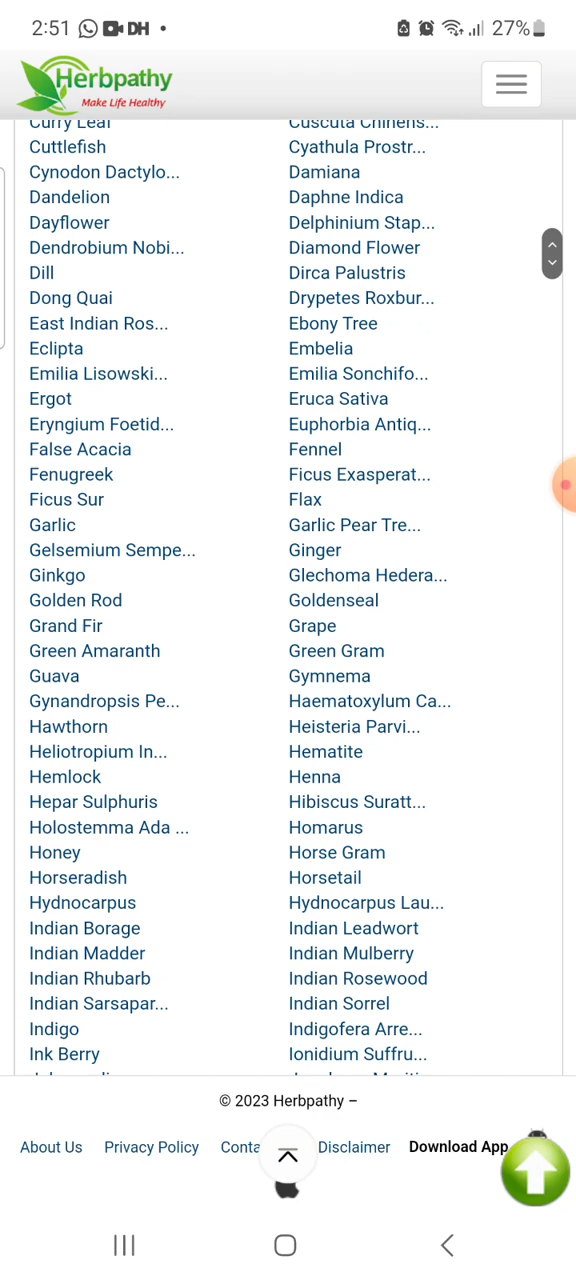 2:51 DH • 27%
Herbpathy
Make Life Healthy
Curry Leaf Cuscuta Chinens...
Cuttlefish Cyathula Prostr...
Cynodon Dactylo... Damiana
Dandelion Daphne Indica
Dayflower Delphinium Stap...
Dendrobium Nobi... Diamond Flower
Dill Dirca Palustris
Dong Quai Drypetes Roxbur...
East Indian Ros... Ebony Tree
Eclipta Embelia
Emilia Lisowski... Emilia Sonchifo...
Ergot Eruca Sativa
Eryngium Foetid... Euphorbia Antiq...
False Acacia Fennel
Fenugreek Ficus Exasperat...
Ficus Sur Flax
Garlic Garlic Pear Tre...
Gelsemium Sempe... Ginger
Ginkgo Glechoma Hedera...
Golden Rod Goldenseal
Grand Fir Grape
Green Amaranth Green Gram
Guava Gymnema
Gynandropsis Pe... Haematoxylum Ca...
Hawthorn Heisteria Parvi...
Heliotropium In... Hematite
Hemlock Henna
Hepar Sulphuris Hibiscus Suratt...
Holostemma Ada ... Homarus
Honey Horse Gram
Horseradish Horsetail
Hydnocarpus Hydnocarpus Lau...
Indian Borage Indian Leadwort
Indian Madder Indian Mulberry
Indian Rhubarb Indian Rosewood
Indian Sarsapar... Indian Sorrel
Indigo Indigofera Arre...
Ink Berry Ionidium Suffru...
© 2023 Herbpathy –
About Us Privacy Policy Conta Disclaimer Download App